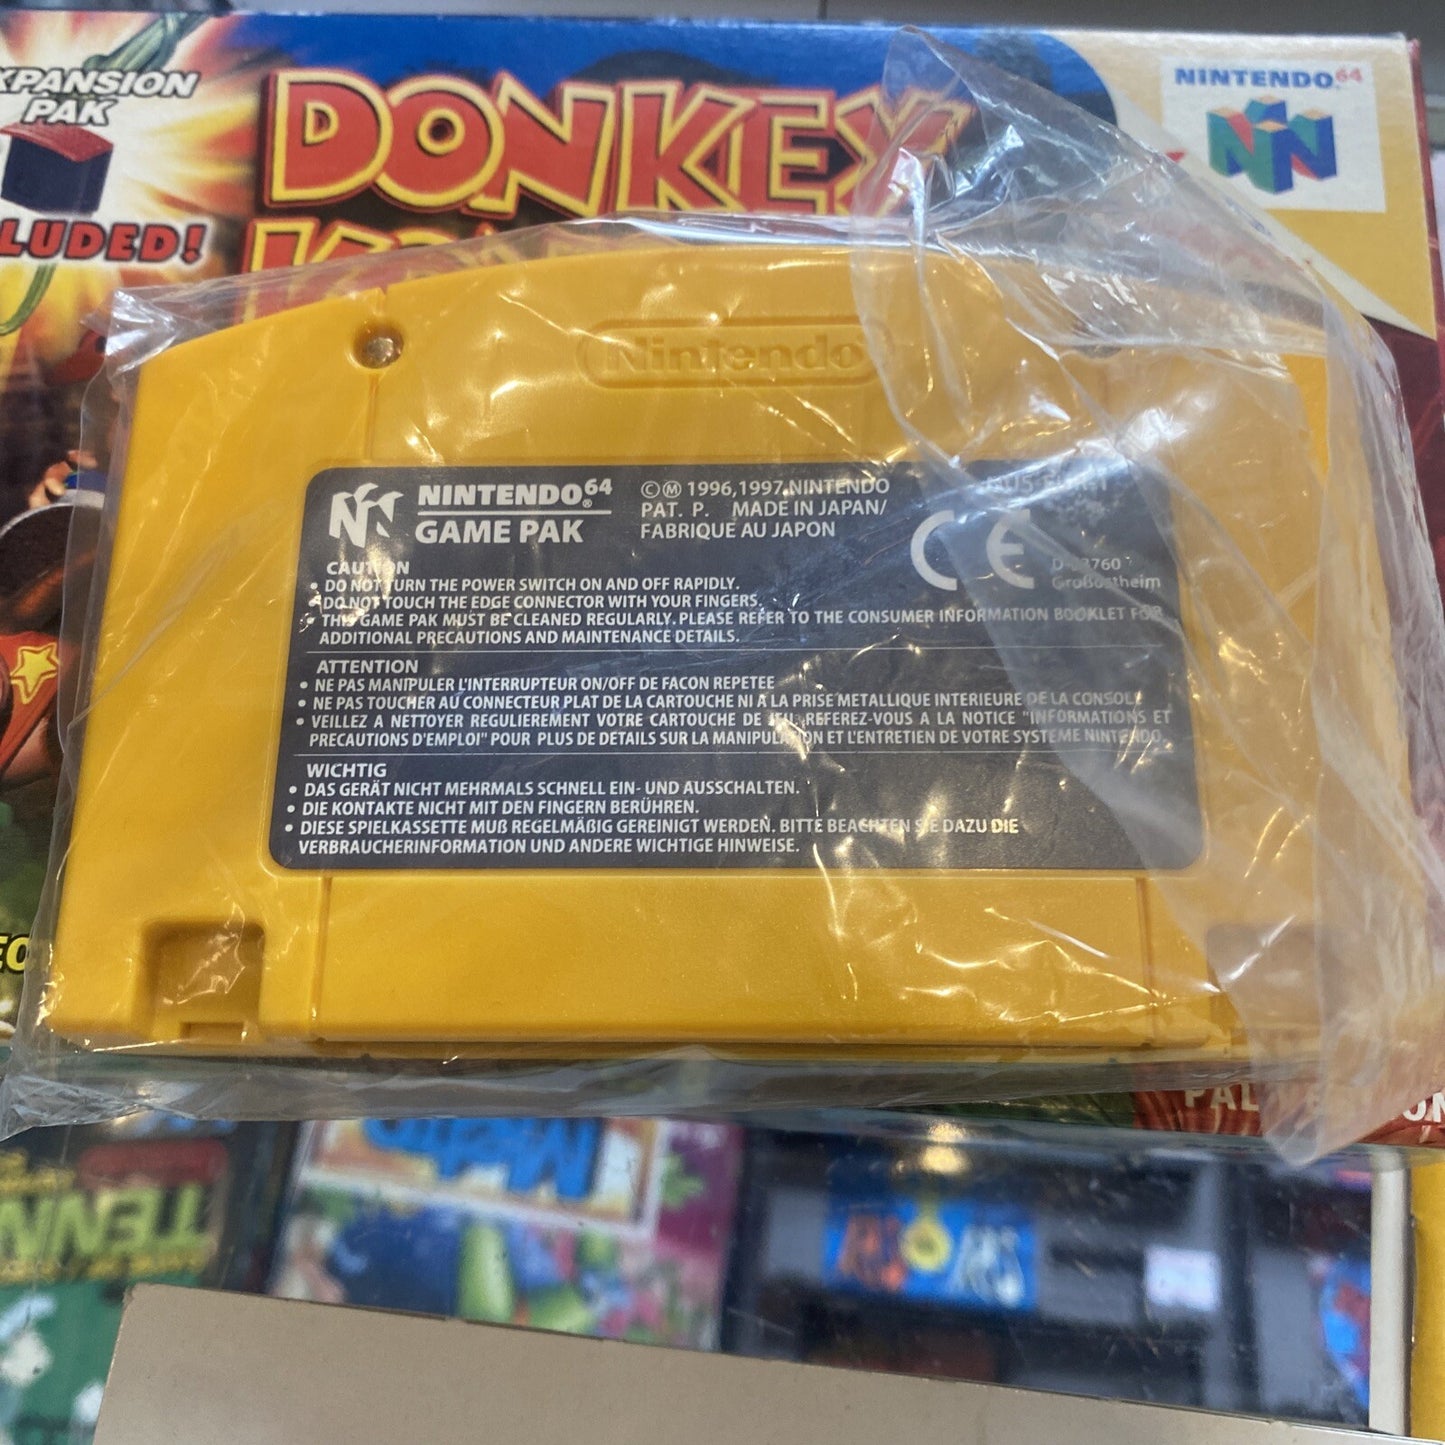 XPANSION
PAK
LUDED!
DONKEY
NINTENDO64
Nintendo
NINTENDO64®
GAME PAK
©Ⓜ 1996,1997 NINTENDO
PAT. P. MADE IN JAPAN/
FABRIQUE AU JAPON
CE
Großostheim
CAUTION
• DO NOT TURN THE POWER SWITCH ON AND OFF RAPIDLY.
• DO NOT TOUCH THE EDGE CONNECTOR WITH YOUR FINGERS.
• THIS GAME PAK MUST BE CLEANED REGULARLY. PLEASE REFER TO THE CONSUMER INFORMATION BOOKLET FOR
ADDITIONAL PRECAUTIONS AND MAINTENANCE DETAILS.
ATTENTION
• NE PAS MANIPULER L'INTERRUPTEUR ON/OFF DE FACON REPETEE
• NE PAS TOUCHER AU CONNECTEUR PLAT DE LA CARTOUCHE NI A LA PRISE METALLIQUE INTERIEURE DE LA CONSOLE
• VEILLEZ A NETTOYER REGULIEREMENT VOTRE CARTOUCHE DE JEU. REFEREZ-VOUS A LA NOTICE "INFORMATIONS ET
PRECAUTIONS D'EMPLOI" POUR PLUS DE DETAILS SUR LA MANIPULATION ET L'ENTRETIEN DE VOTRE SYSTEME NINTENDO.
WICHTIG
• DAS GERÄT NICHT MEHRMALS SCHNELL EIN- UND AUSSCHALTEN.
• DIE KONTAKTE NICHT MIT DEN FINGERN BERÜHREN.
• DIESE SPIELKASSETTE MUß REGELMÄßIG GEREINIGT WERDEN. BITTE BEACHTEN SIE DAZU DIE
VERBRAUCHERINFORMATION UND ANDERE WICHTIGE HINWEISE.
PAL
TENN